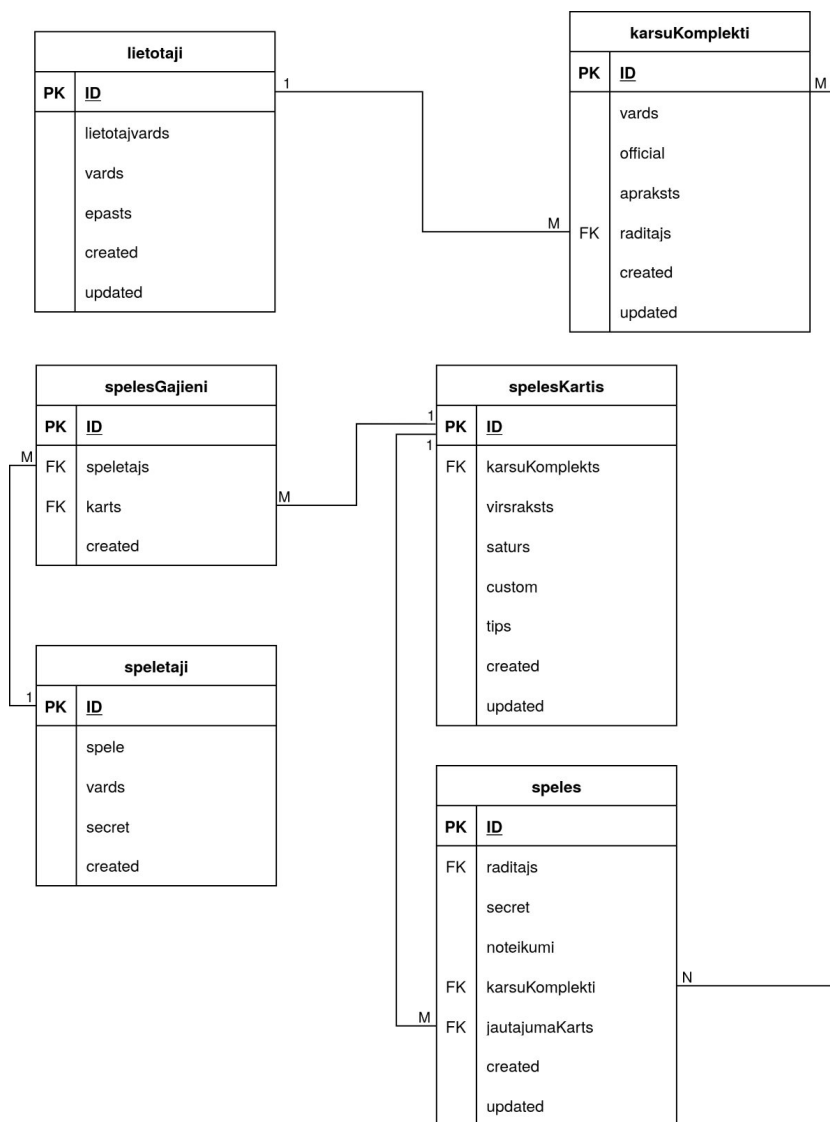 lietotaji
PK ID
lietotajvards
vards
epasts
created
updated
1
M
karsuKomplekti
PK ID
M
vards
official
apraksts
FK raditajs
created
updated
spelesGajieni
PK ID
M
FK speletajs
FK karts
M
created
spelesKartis
1
PK ID
1
FK karsuKomplekts
virsraksts
saturs
custom
tips
created
updated
speletaji
1
PK ID
spele
vards
secret
created
speles
PK ID
FK raditajs
secret
noteikumi
N
FK karsuKomplekti
M
FK jautajumaKarts
created
updated